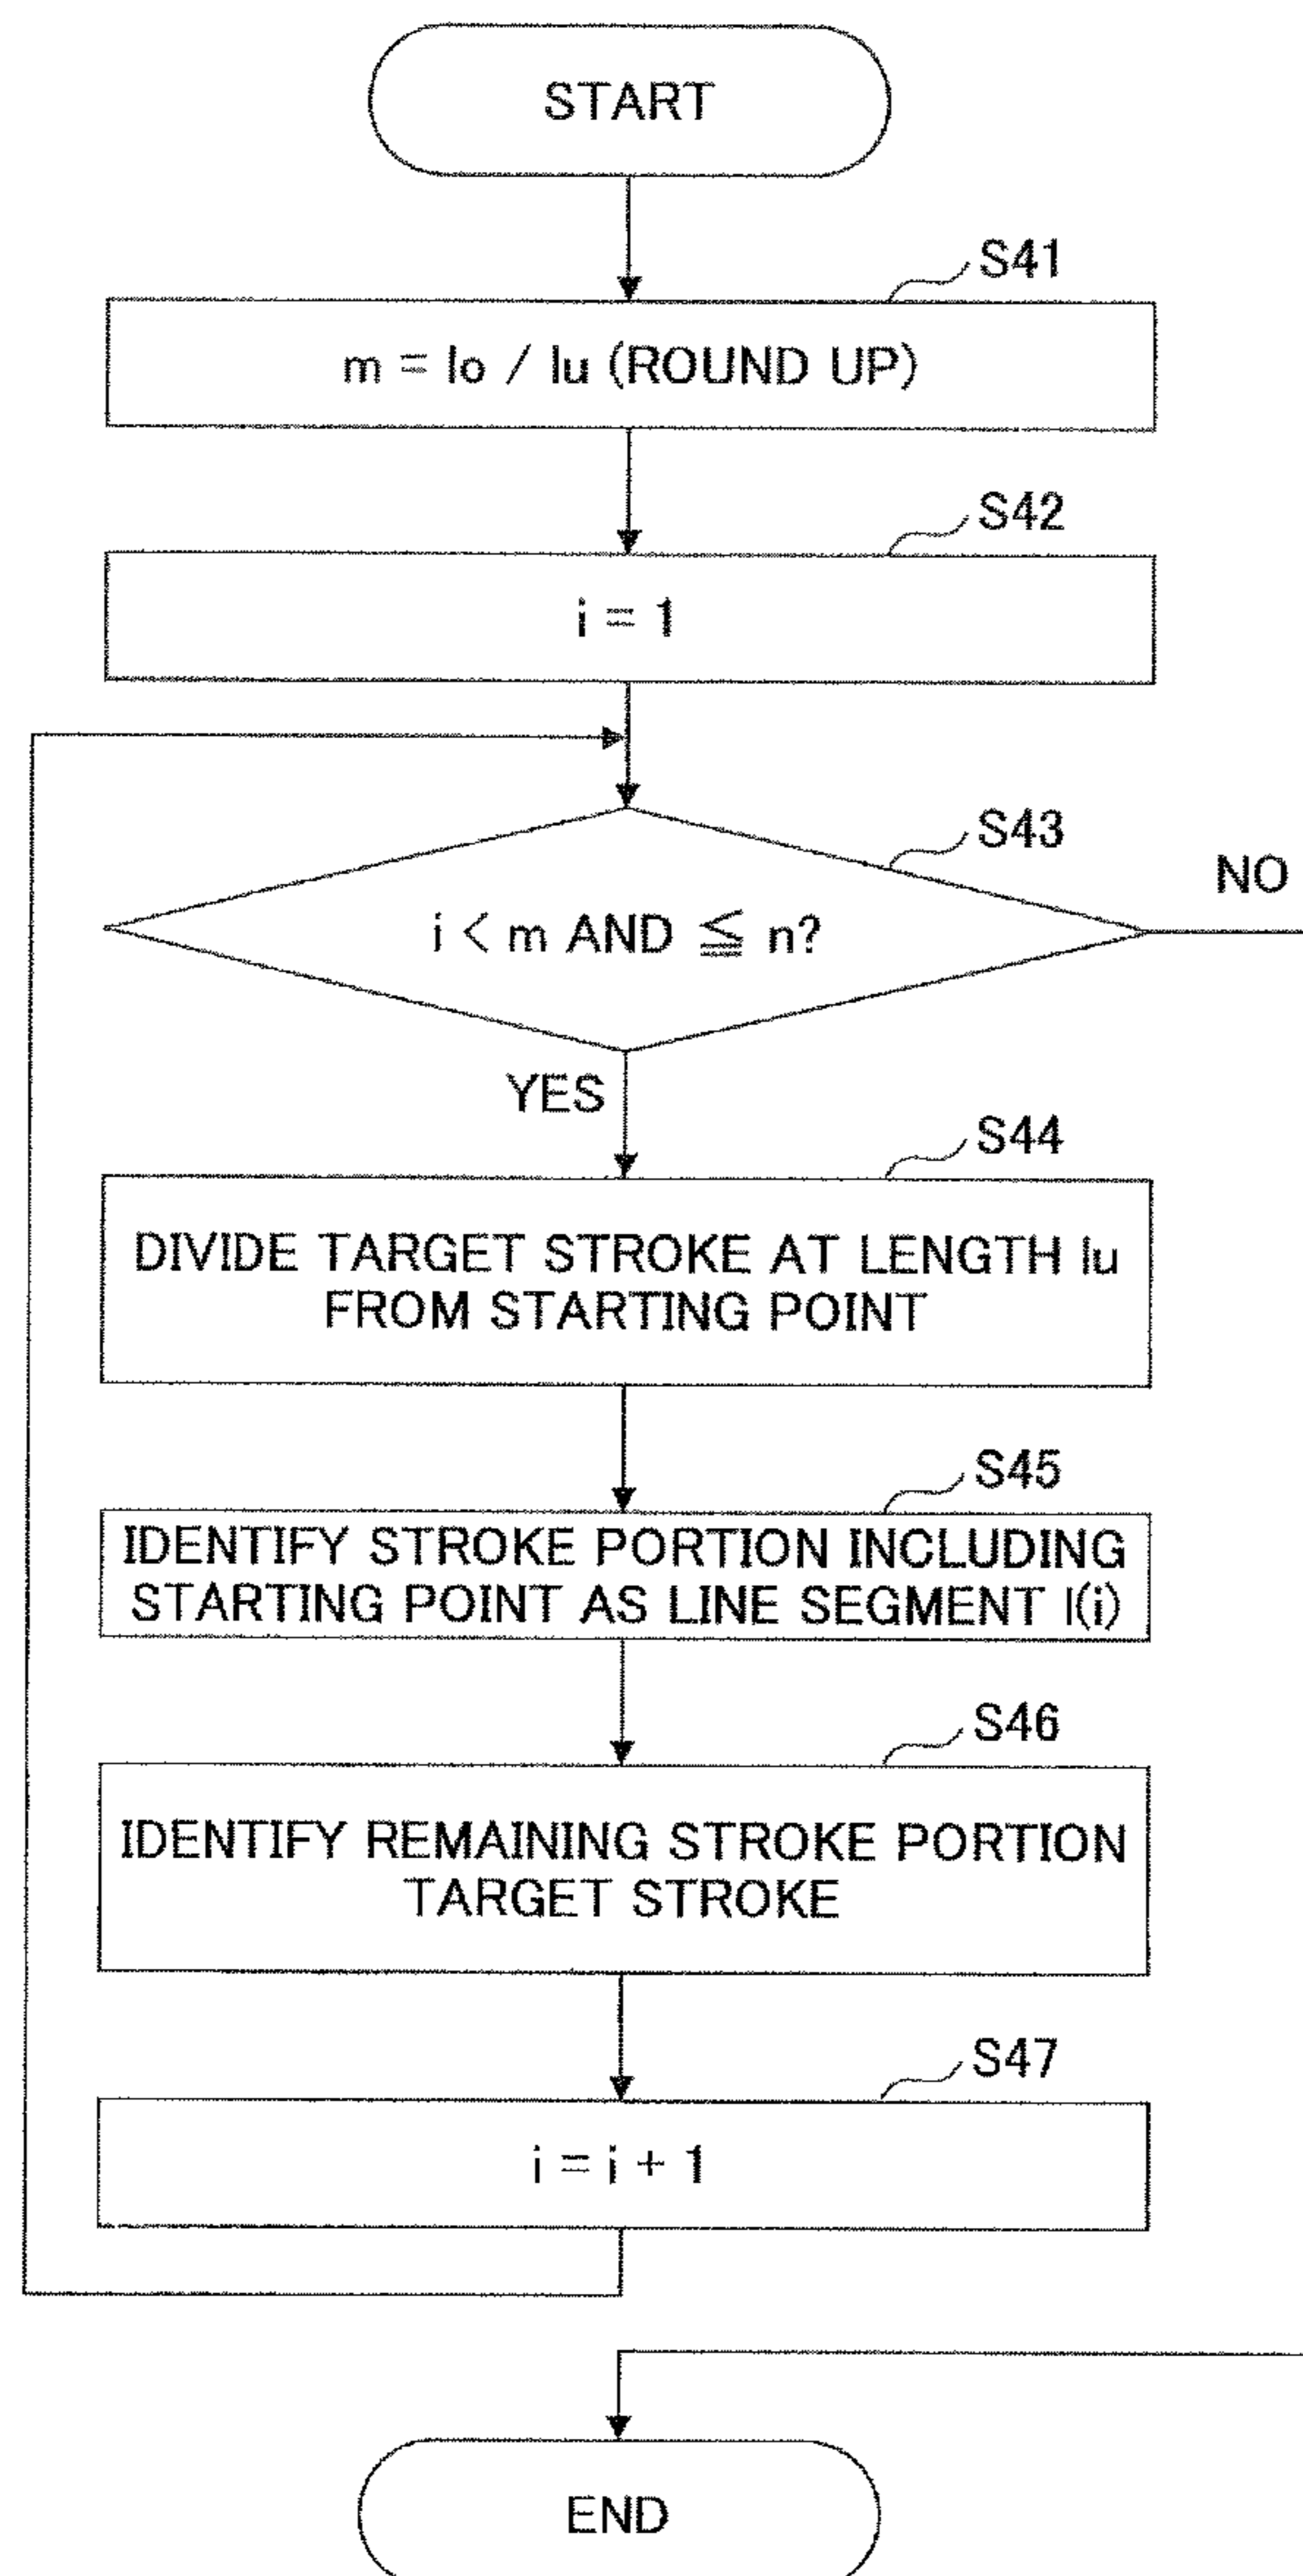 START
S41
m = lo / lu (ROUND UP)
S42
i = 1
S43
NO
i < m AND ≦ n?
YES
S44
DIVIDE TARGET STROKE AT LENGTH lu
FROM STARTING POINT
S45
IDENTIFY STROKE PORTION INCLUDING
STARTING POINT AS LINE SEGMENT l(i)
S46
IDENTIFY REMAINING STROKE PORTION
TARGET STROKE
S47
i = i + 1
END